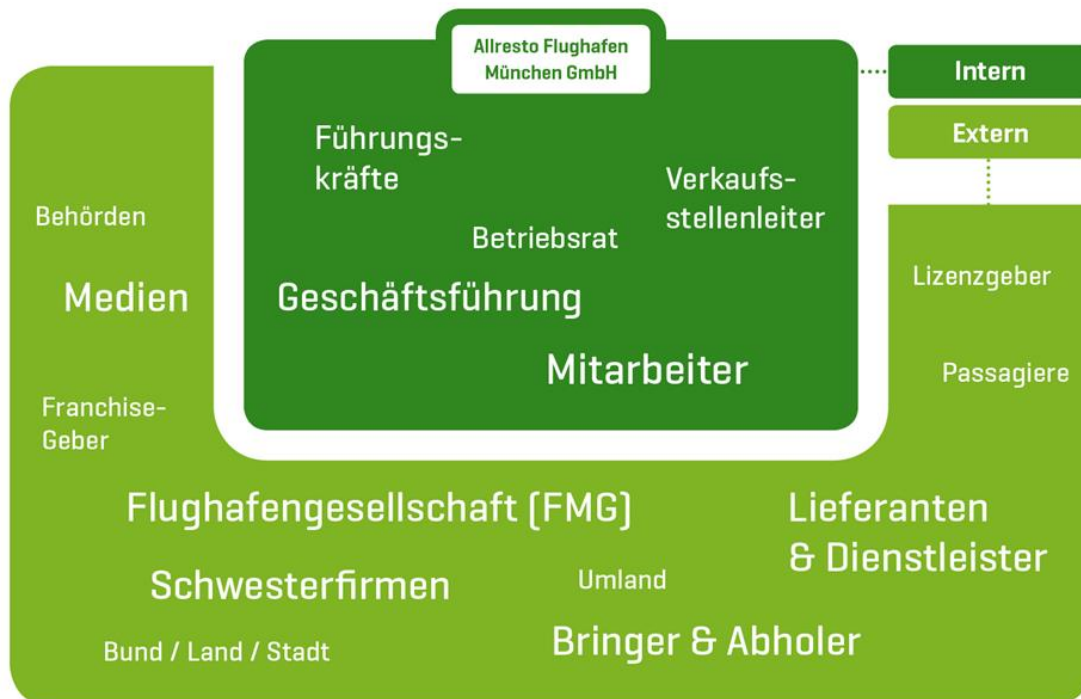 Allresto Flughafen
München GmbH
Intern
Extern
Führungs-
kräfte
Verkaufs-
stellenleiter
Betriebsrat
Geschäftsführung
Mitarbeiter
Behörden
Medien
Franchise-
Geber
Lizenzgeber
Passagiere
Flughafengesellschaft (FMG)
Lieferanten
& Dienstleister
Schwesterfirmen
Umland
Bund / Land / Stadt
Bringer & Abholer